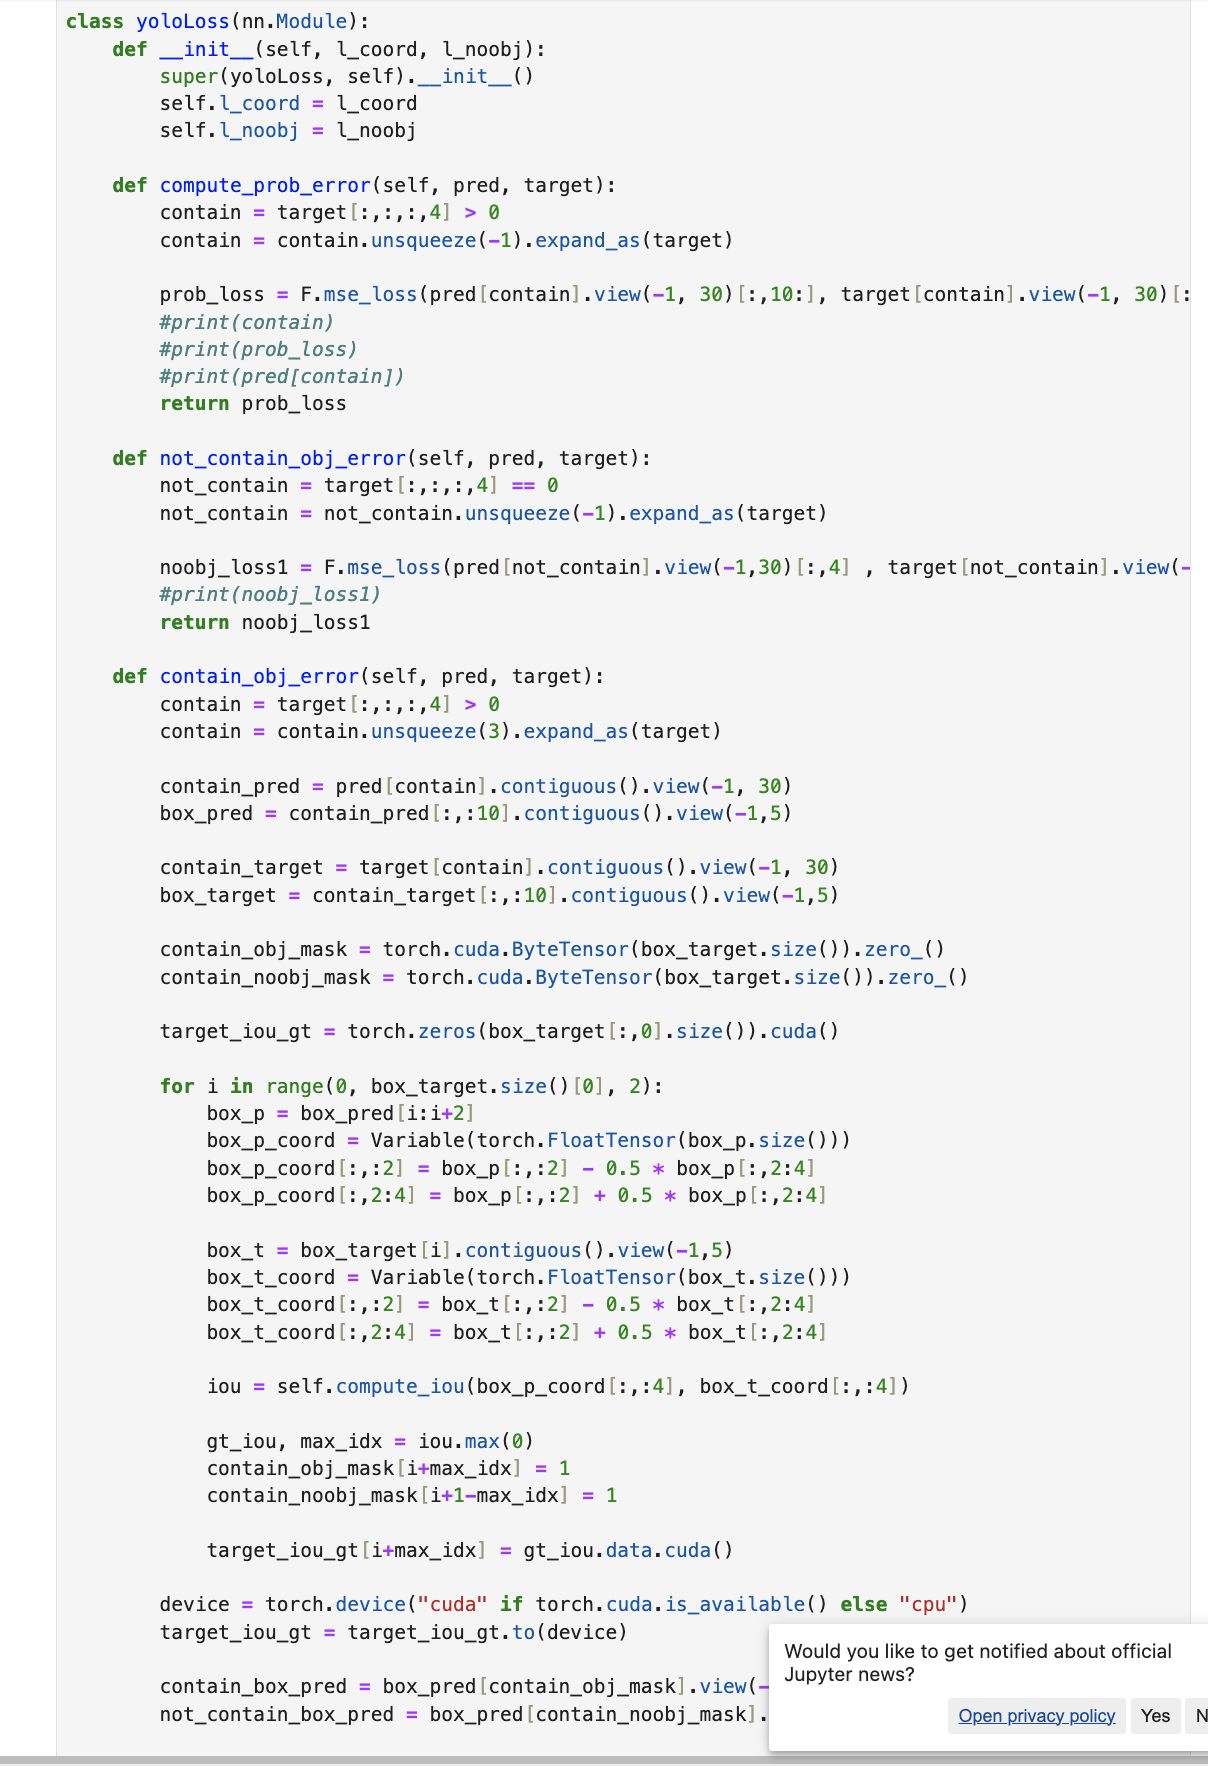 class yoloLoss(nn.Module):
    def __init__(self, l_coord, l_noobj):
        super(yoloLoss, self).__init__()
        self.l_coord = l_coord
        self.l_noobj = l_noobj

    def compute_prob_error(self, pred, target):
        contain = target[:,:,:,4] > 0
        contain = contain.unsqueeze(-1).expand_as(target)

        prob_loss = F.mse_loss(pred[contain].view(-1, 30)[:,10:], target[contain].view(-1, 30)[:
        #print(contain)
        #print(prob_loss)
        #print(pred[contain])
        return prob_loss

    def not_contain_obj_error(self, pred, target):
        not_contain = target[:,:,:,4] == 0
        not_contain = not_contain.unsqueeze(-1).expand_as(target)

        noobj_loss1 = F.mse_loss(pred[not_contain].view(-1,30)[:,4] , target[not_contain].view(-
        #print(noobj_loss1)
        return noobj_loss1

    def contain_obj_error(self, pred, target):
        contain = target[:,:,:,4] > 0
        contain = contain.unsqueeze(3).expand_as(target)

        contain_pred = pred[contain].contiguous().view(-1, 30)
        box_pred = contain_pred[:,:10].contiguous().view(-1,5)

        contain_target = target[contain].contiguous().view(-1, 30)
        box_target = contain_target[:,:10].contiguous().view(-1,5)

        contain_obj_mask = torch.cuda.ByteTensor(box_target.size()).zero_()
        contain_noobj_mask = torch.cuda.ByteTensor(box_target.size()).zero_()

        target_iou_gt = torch.zeros(box_target[:,0].size()).cuda()

        for i in range(0, box_target.size()[0], 2):
            box_p = box_pred[i:i+2]
            box_p_coord = Variable(torch.FloatTensor(box_p.size()))
            box_p_coord[:,:2] = box_p[:,:2] - 0.5 * box_p[:,2:4]
            box_p_coord[:,2:4] = box_p[:,:2] + 0.5 * box_p[:,2:4]

            box_t = box_target[i].contiguous().view(-1,5)
            box_t_coord = Variable(torch.FloatTensor(box_t.size()))
            box_t_coord[:,:2] = box_t[:,:2] - 0.5 * box_t[:,2:4]
            box_t_coord[:,2:4] = box_t[:,:2] + 0.5 * box_t[:,2:4]

            iou = self.compute_iou(box_p_coord[:,:4], box_t_coord[:,:4])

            gt_iou, max_idx = iou.max(0)
            contain_obj_mask[i+max_idx] = 1
            contain_noobj_mask[i+1-max_idx] = 1

            target_iou_gt[i+max_idx] = gt_iou.data.cuda()

        device = torch.device("cuda" if torch.cuda.is_available() else "cpu")
        target_iou_gt = target_iou_gt.to(device)

        contain_box_pred = box_pred[contain_obj_mask].view(-
        not_contain_box_pred = box_pred[contain_noobj_mask].
Would you like to get notified about official
Jupyter news?
Open privacy policy Yes N